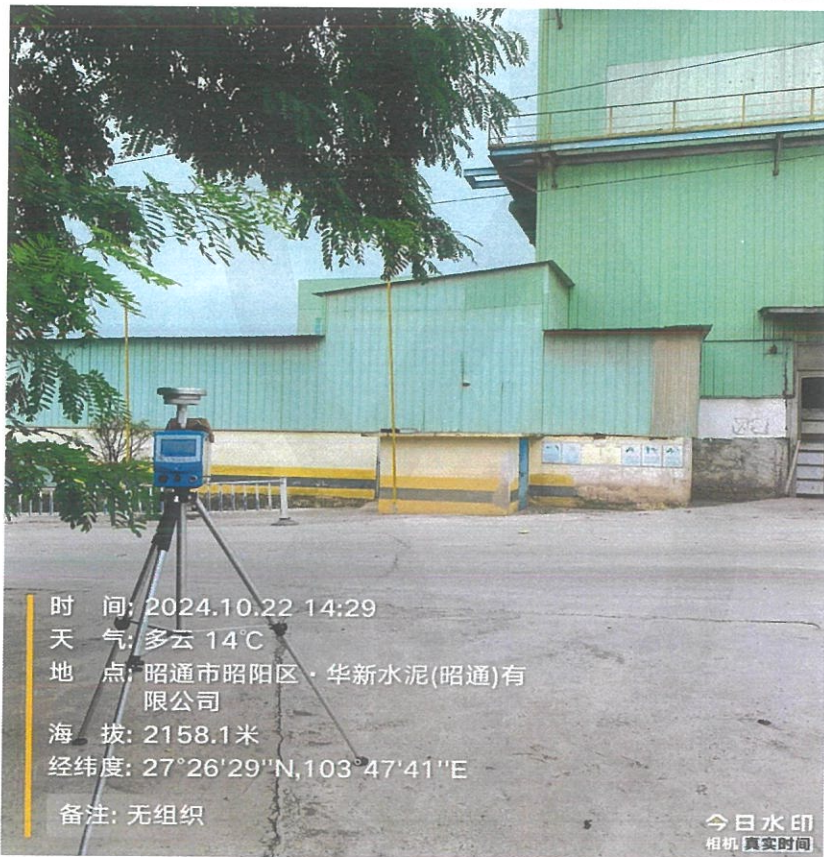 时 间: 2024.10.22 14:29
天 气: 多云 14℃
地 点: 昭通市昭阳区·华新水泥(昭通)有
限公司
海 拔: 2158.1米
经纬度: 27°26'29"N,103°47'41"E
备注: 无组织
今日水印
相机 真实时间